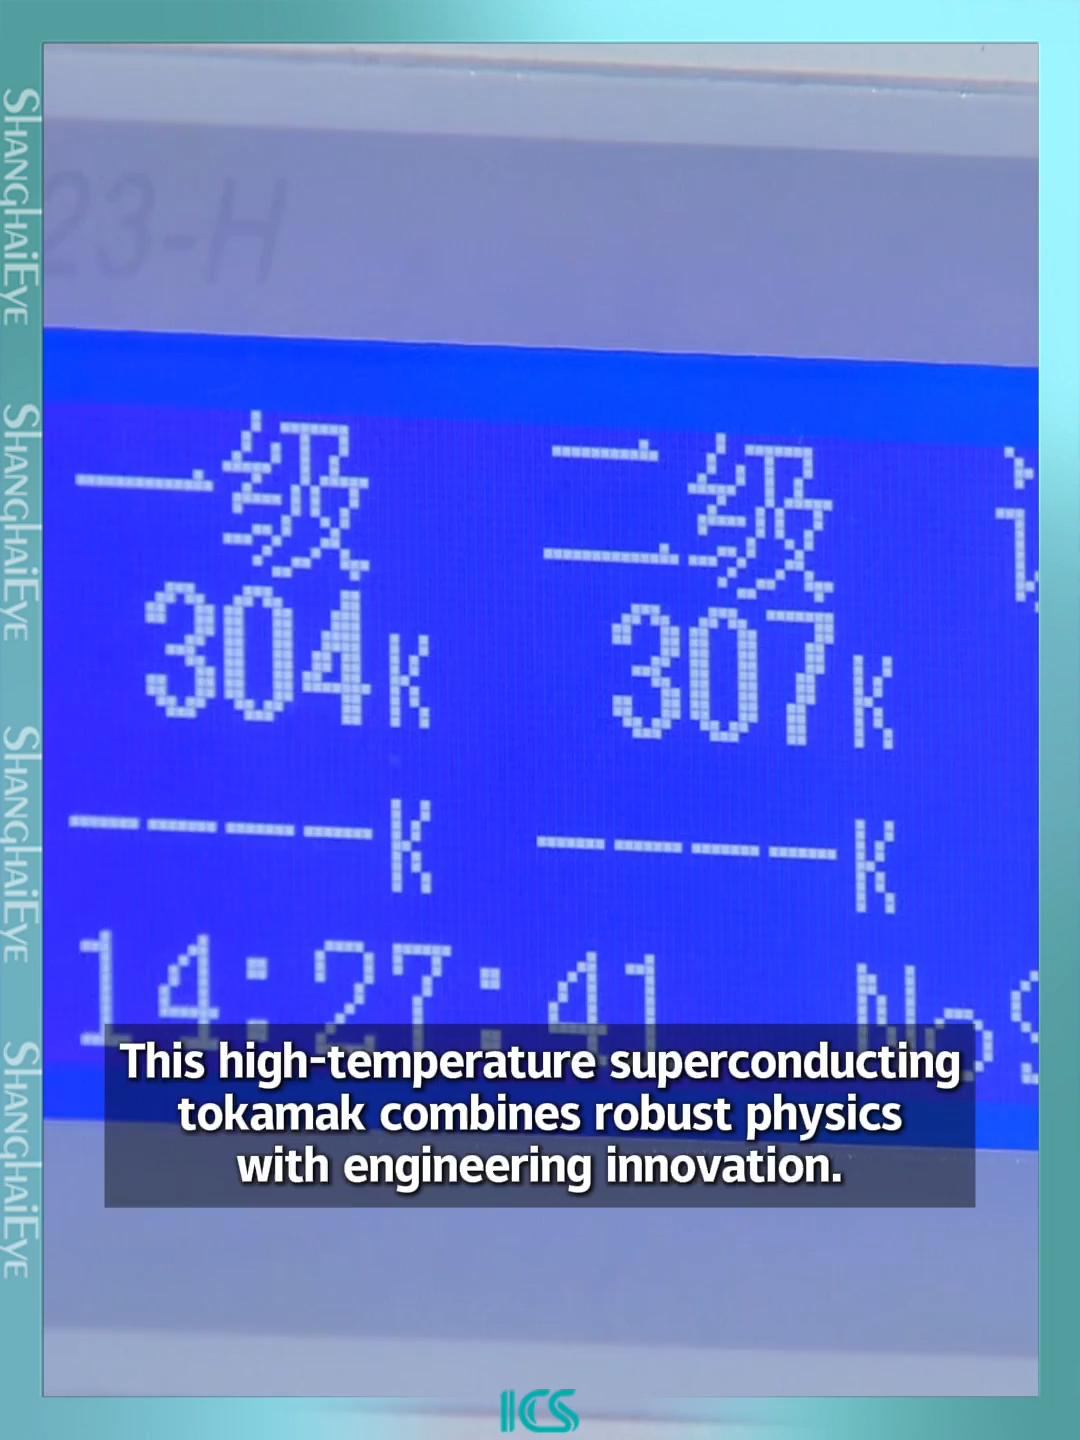 23-H
一级 二级
304K 307K
----K ----K
14:27:41 No
This high-temperature superconducting
tokamak combines robust physics
with engineering innovation.
SHANGHAIEYE
SHANGHAIEYE
SHANGHAIEYE
SHANGHAIEYE
ICS